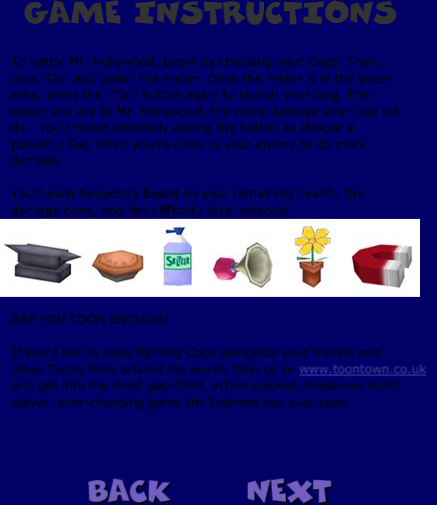 GAME INSTRUCTIONS
To battle Mr. Hollywood, begin by choosing your Gags. Then,
click "Go" and watch the meter. Once the meter is in the green
area, press the "Go" button again to launch your Gag. The
closer you are to Mr. Hollywood, the more damage your Gag will
do. You'll move randomly during the battle, so choose a
powerful Gag when you're close to your enemy to do more
damage.
You'll earn Neopoints based on your remaining health, the
damage done, and the difficulty level selected.
SELTZER
ARE YOU TOON ENOUGH?
If you'd like to keep fighting Cogs alongside your friends and
other Toons from around the world, then go to www.toontown.co.uk
and get into the most gag-filled, action-packed, massively multi-
player, ever changing game the Internet has ever seen.
BACK NEXT